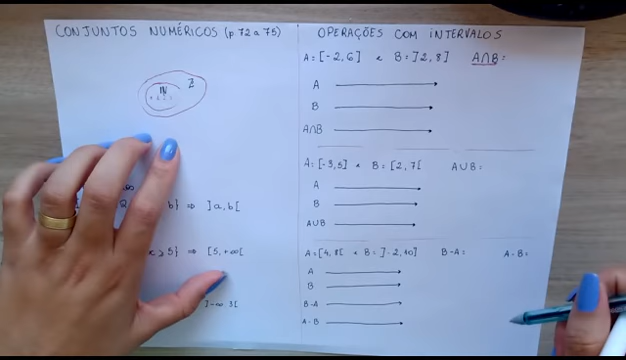 CONJUNTOS NUMÉRICOS (p 72 a 75)
IN Z
b} ⇒ ]a,b[
x ≥ 5} ⇒ [5,+∞[
]-∞ 3[
OPERAÇÕES COM INTERVALOS
A=[-2,6] e B=]2,8] A∩B=
A
B
A∩B
A=[-3,5] e B=[2,7[ A∪B=
A
B
A∪B
A=[4,8[ e B=]-2,10] B-A= A-B=
A
B
B-A
A-B